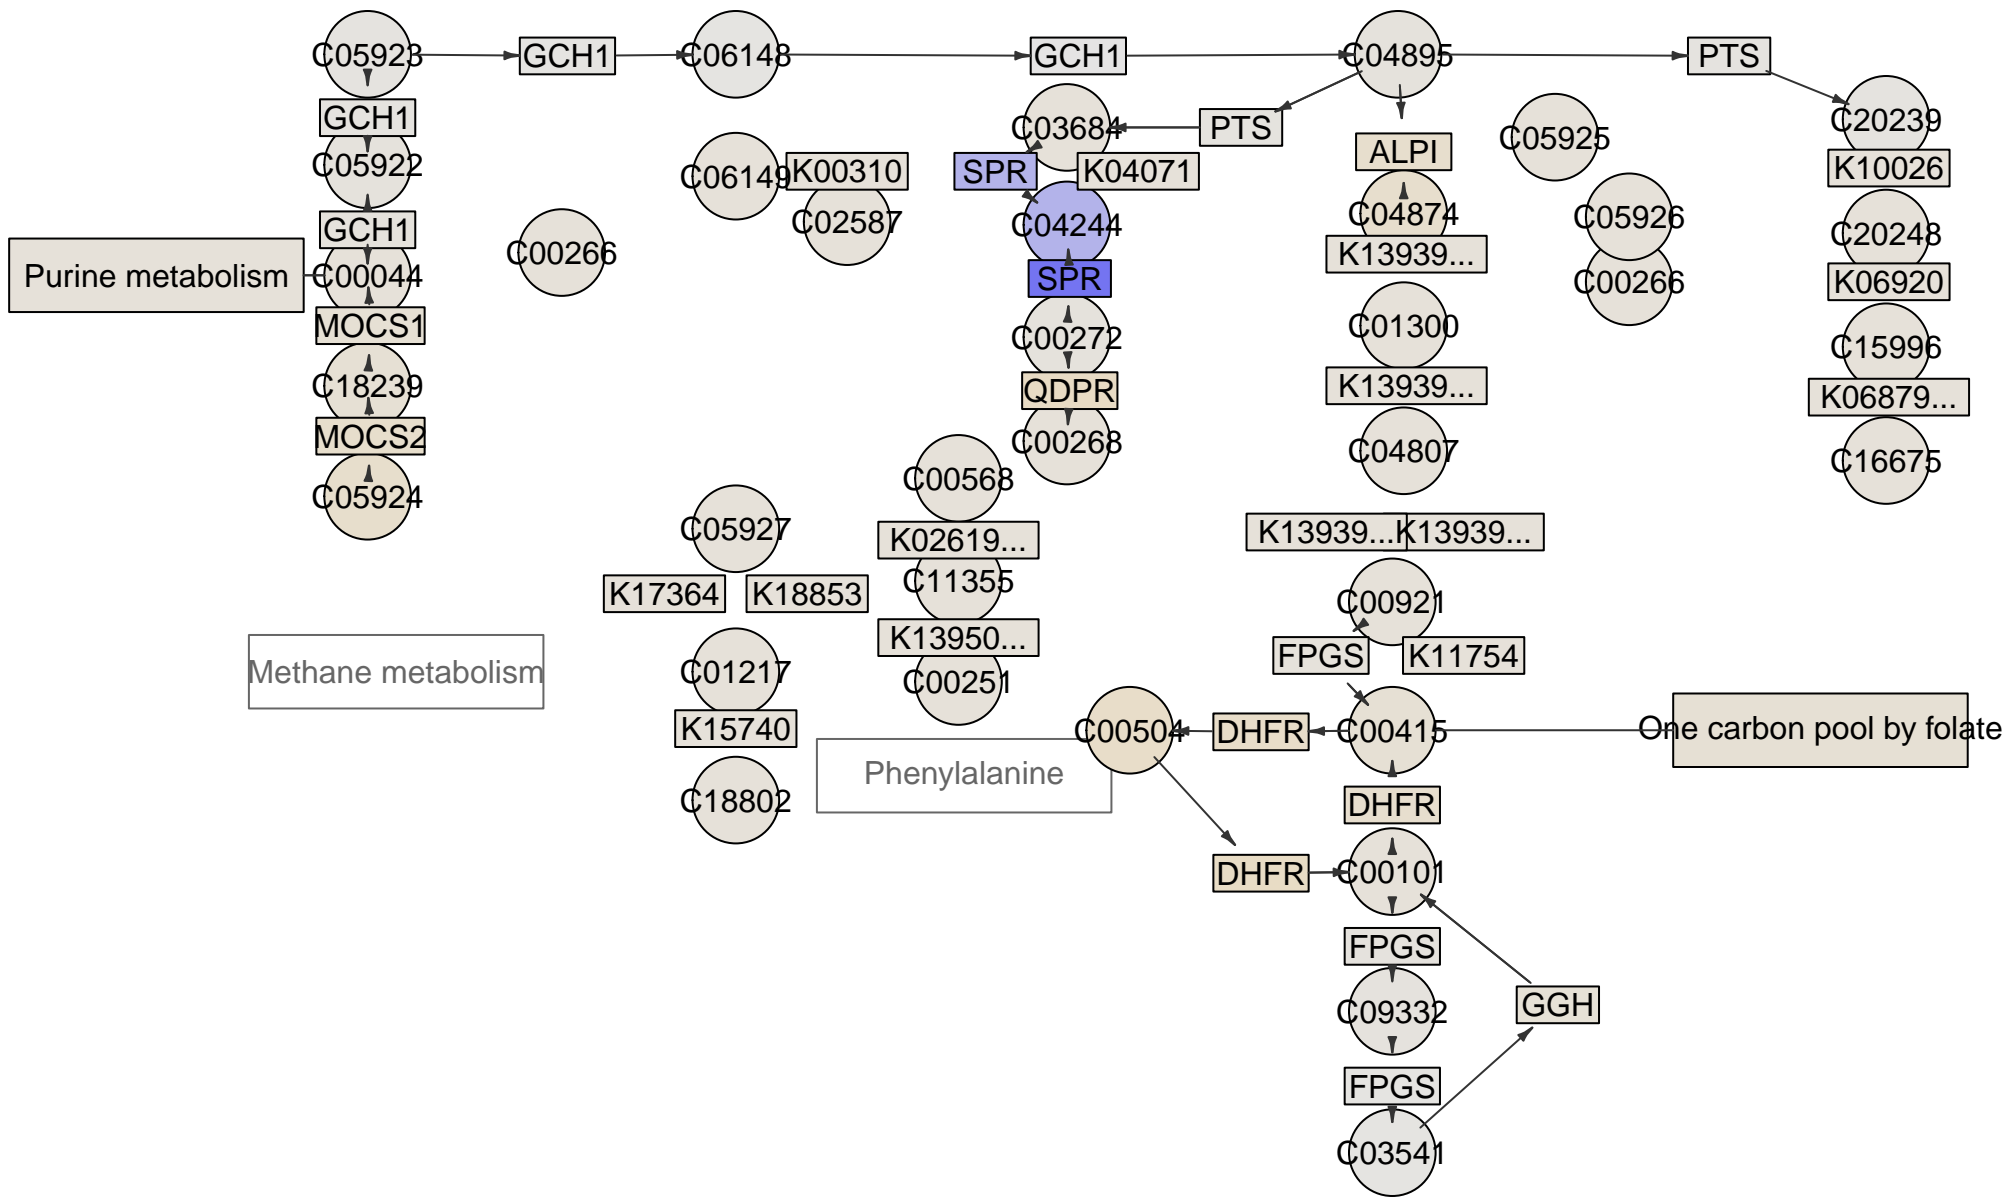 C05923
GCH1
C06148
GCH1
C04895
PTS
GCH1
C03684
PTS
C05925
C20239
C05922
C06149
K00310
SPR
K04071
ALPI
K10026
GCH1
C00266
C02587
C04244
C04874
C05926
C20248
Purine metabolism
C00044
SPR
K13939...
C00266
K06920
MOCS1
C00272
C01300
C15996
C18239
QDPR
K13939...
K06879...
MOCS2
C00268
C04807
C16675
C05924
C00568
C05927
K02619...
K13939...
K13939...
K17364
K18853
C11355
C00921
Methane metabolism
C01217
K13950...
FPGS
K11754
C00251
K15740
C00504
DHFR
C00415
One carbon pool by folate
Phenylalanine
C18802
DHFR
DHFR
C00101
FPGS
C09332
GGH
FPGS
C03541